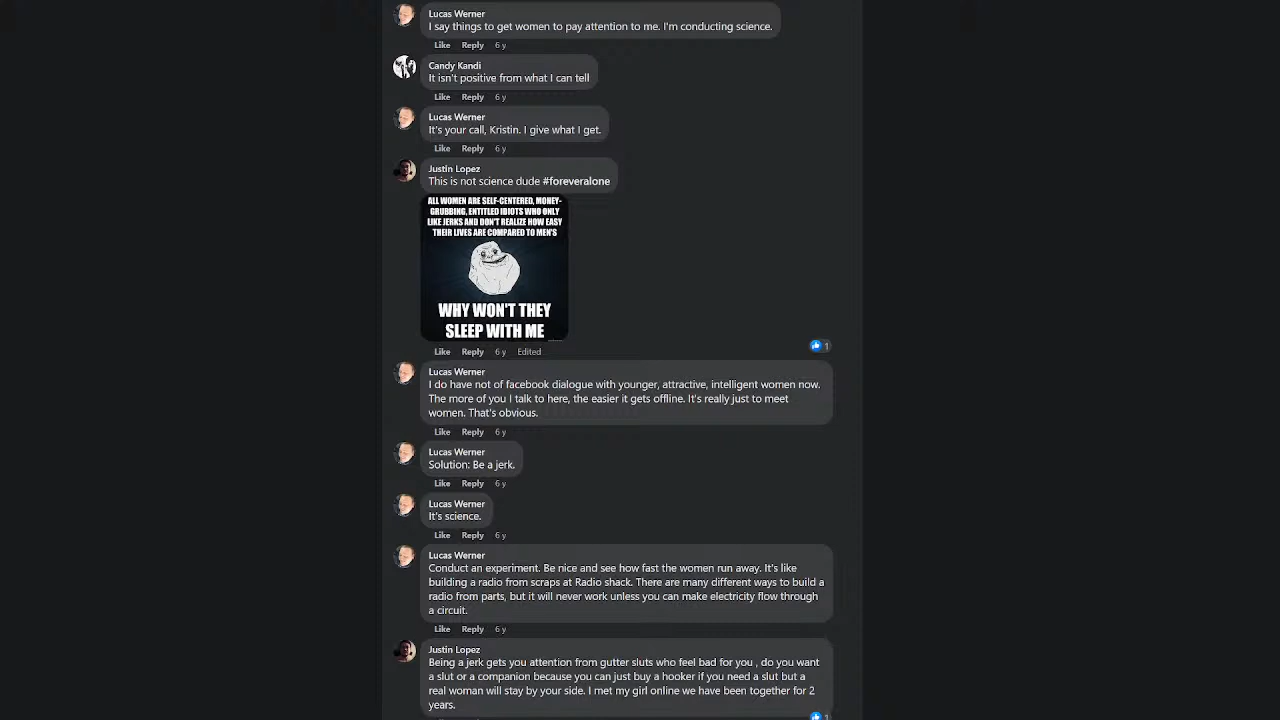 Lucas Werner
I say things to get women to pay attention to me. I'm conducting science.
Like Reply 6 y
Candy Kandi
It isn't positive from what I can tell
Like Reply 6 y
Lucas Werner
It's your call, Kristin. I give what I get.
Like Reply 6 y
Justin Lopez
This is not science dude #foreveralone
ALL WOMEN ARE SELF-CENTERED, MONEY-
GRUBBING, ENTITLED IDIOTS WHO ONLY
LIKE JERKS AND DON'T REALIZE HOW EASY
THEIR LIVES ARE COMPARED TO MEN'S
WHY WON'T THEY
SLEEP WITH ME
Like Reply 6 y Edited
1
Lucas Werner
I do have not of facebook dialogue with younger, attractive, intelligent women now.
The more of you I talk to here, the easier it gets offline. It's really just to meet
women. That's obvious.
Like Reply 6 y
Lucas Werner
Solution: Be a jerk.
Like Reply 6 y
Lucas Werner
It's science.
Like Reply 6 y
Lucas Werner
Conduct an experiment. Be nice and see how fast the women run away. It's like
building a radio from scraps at Radio shack. There are many different ways to build a
radio from parts, but it will never work unless you can make electricity flow through
a circuit.
Like Reply 6 y
Justin Lopez
Being a jerk gets you attention from gutter sluts who feel bad for you , do you want
a slut or a companion because you can just buy a hooker if you need a slut but a
real woman will stay by your side. I met my girl online we have been together for 2
years.